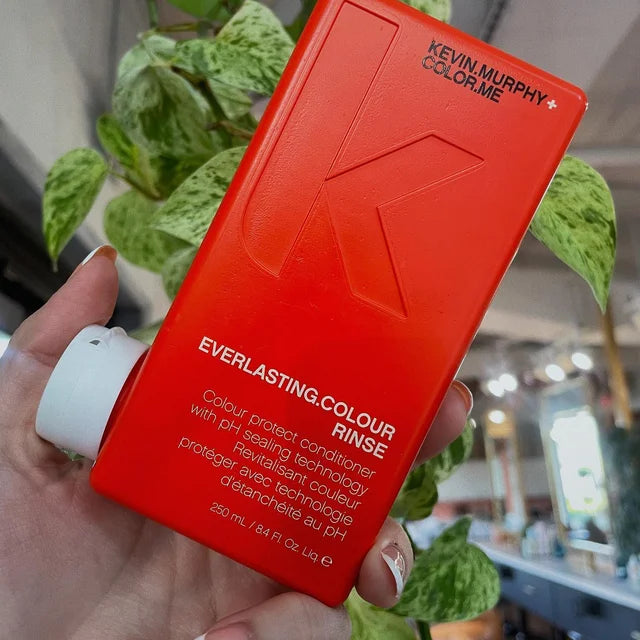 KEVIN.MURPHY
COLOR.ME
K
EVERLASTING.COLOUR
RINSE
Colour protect conditioner
with pH sealing technology
Revitalisant couleur
protéger avec technologie
d'étanchéité au pH
250 mL / 8.4 Fl. Oz. Liq. ℮